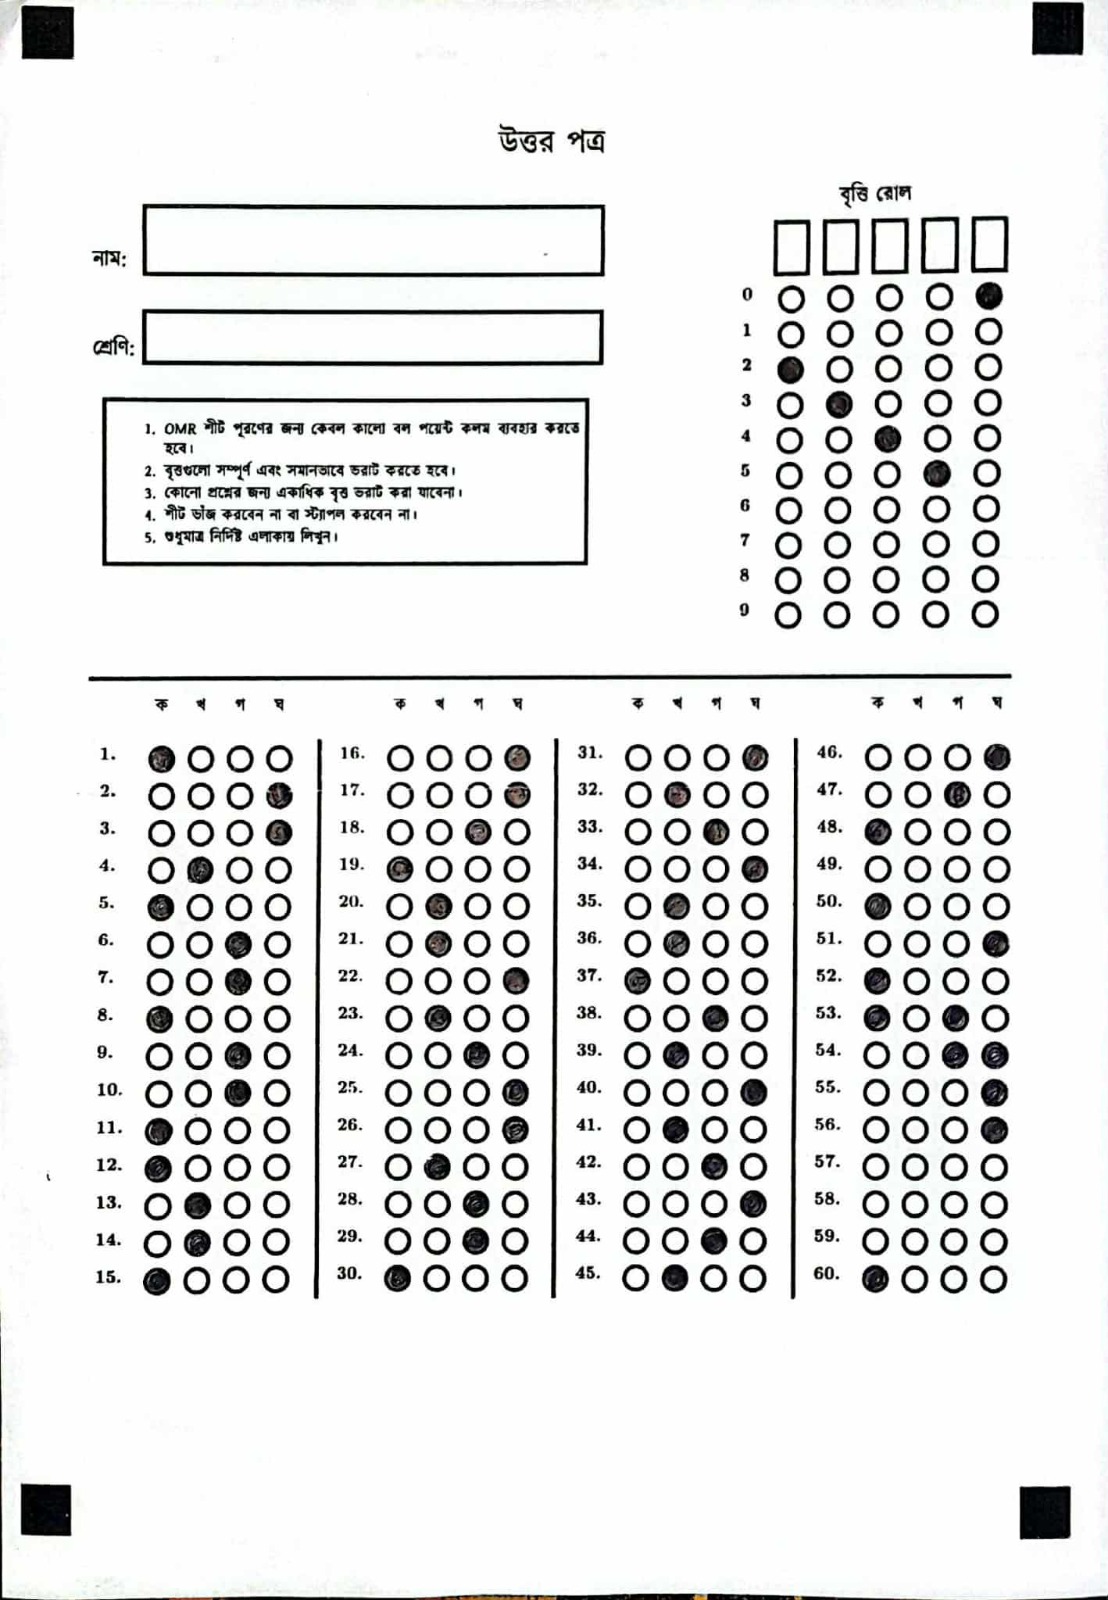 উত্তর পত্র
বৃত্তি রোল
নাম:
শ্রেণি:
0
1
2
3
4
5
6
7
8
9
1. OMR শীট পূরণের জন্য কেবল কালো বল পয়েন্ট কলম ব্যবহার করতে
হবে।
2. বৃত্তগুলো সম্পূর্ণ এবং সমানভাবে ভরাট করতে হবে।
3. কোনো প্রশ্নের জন্য একাধিক বৃত্ত ভরাট করা যাবেনা।
4. শীট ভাঁজ করবেন না বা স্ট্যাপল করবেন না।
5. শুধুমাত্র নির্দিষ্ট এলাকায় লিখুন।
ক খ গ ঘ ক খ গ ঘ ক খ গ ঘ ক খ গ ঘ
1. 16. 31. 46.
2. 17. 32. 47.
3. 18. 33. 48.
4. 19. 34. 49.
5. 20. 35. 50.
6. 21. 36. 51.
7. 22. 37. 52.
8. 23. 38. 53.
9. 24. 39. 54.
10. 25. 40. 55.
11. 26. 41. 56.
12. 27. 42. 57.
13. 28. 43. 58.
14. 29. 44. 59.
15. 30. 45. 60.